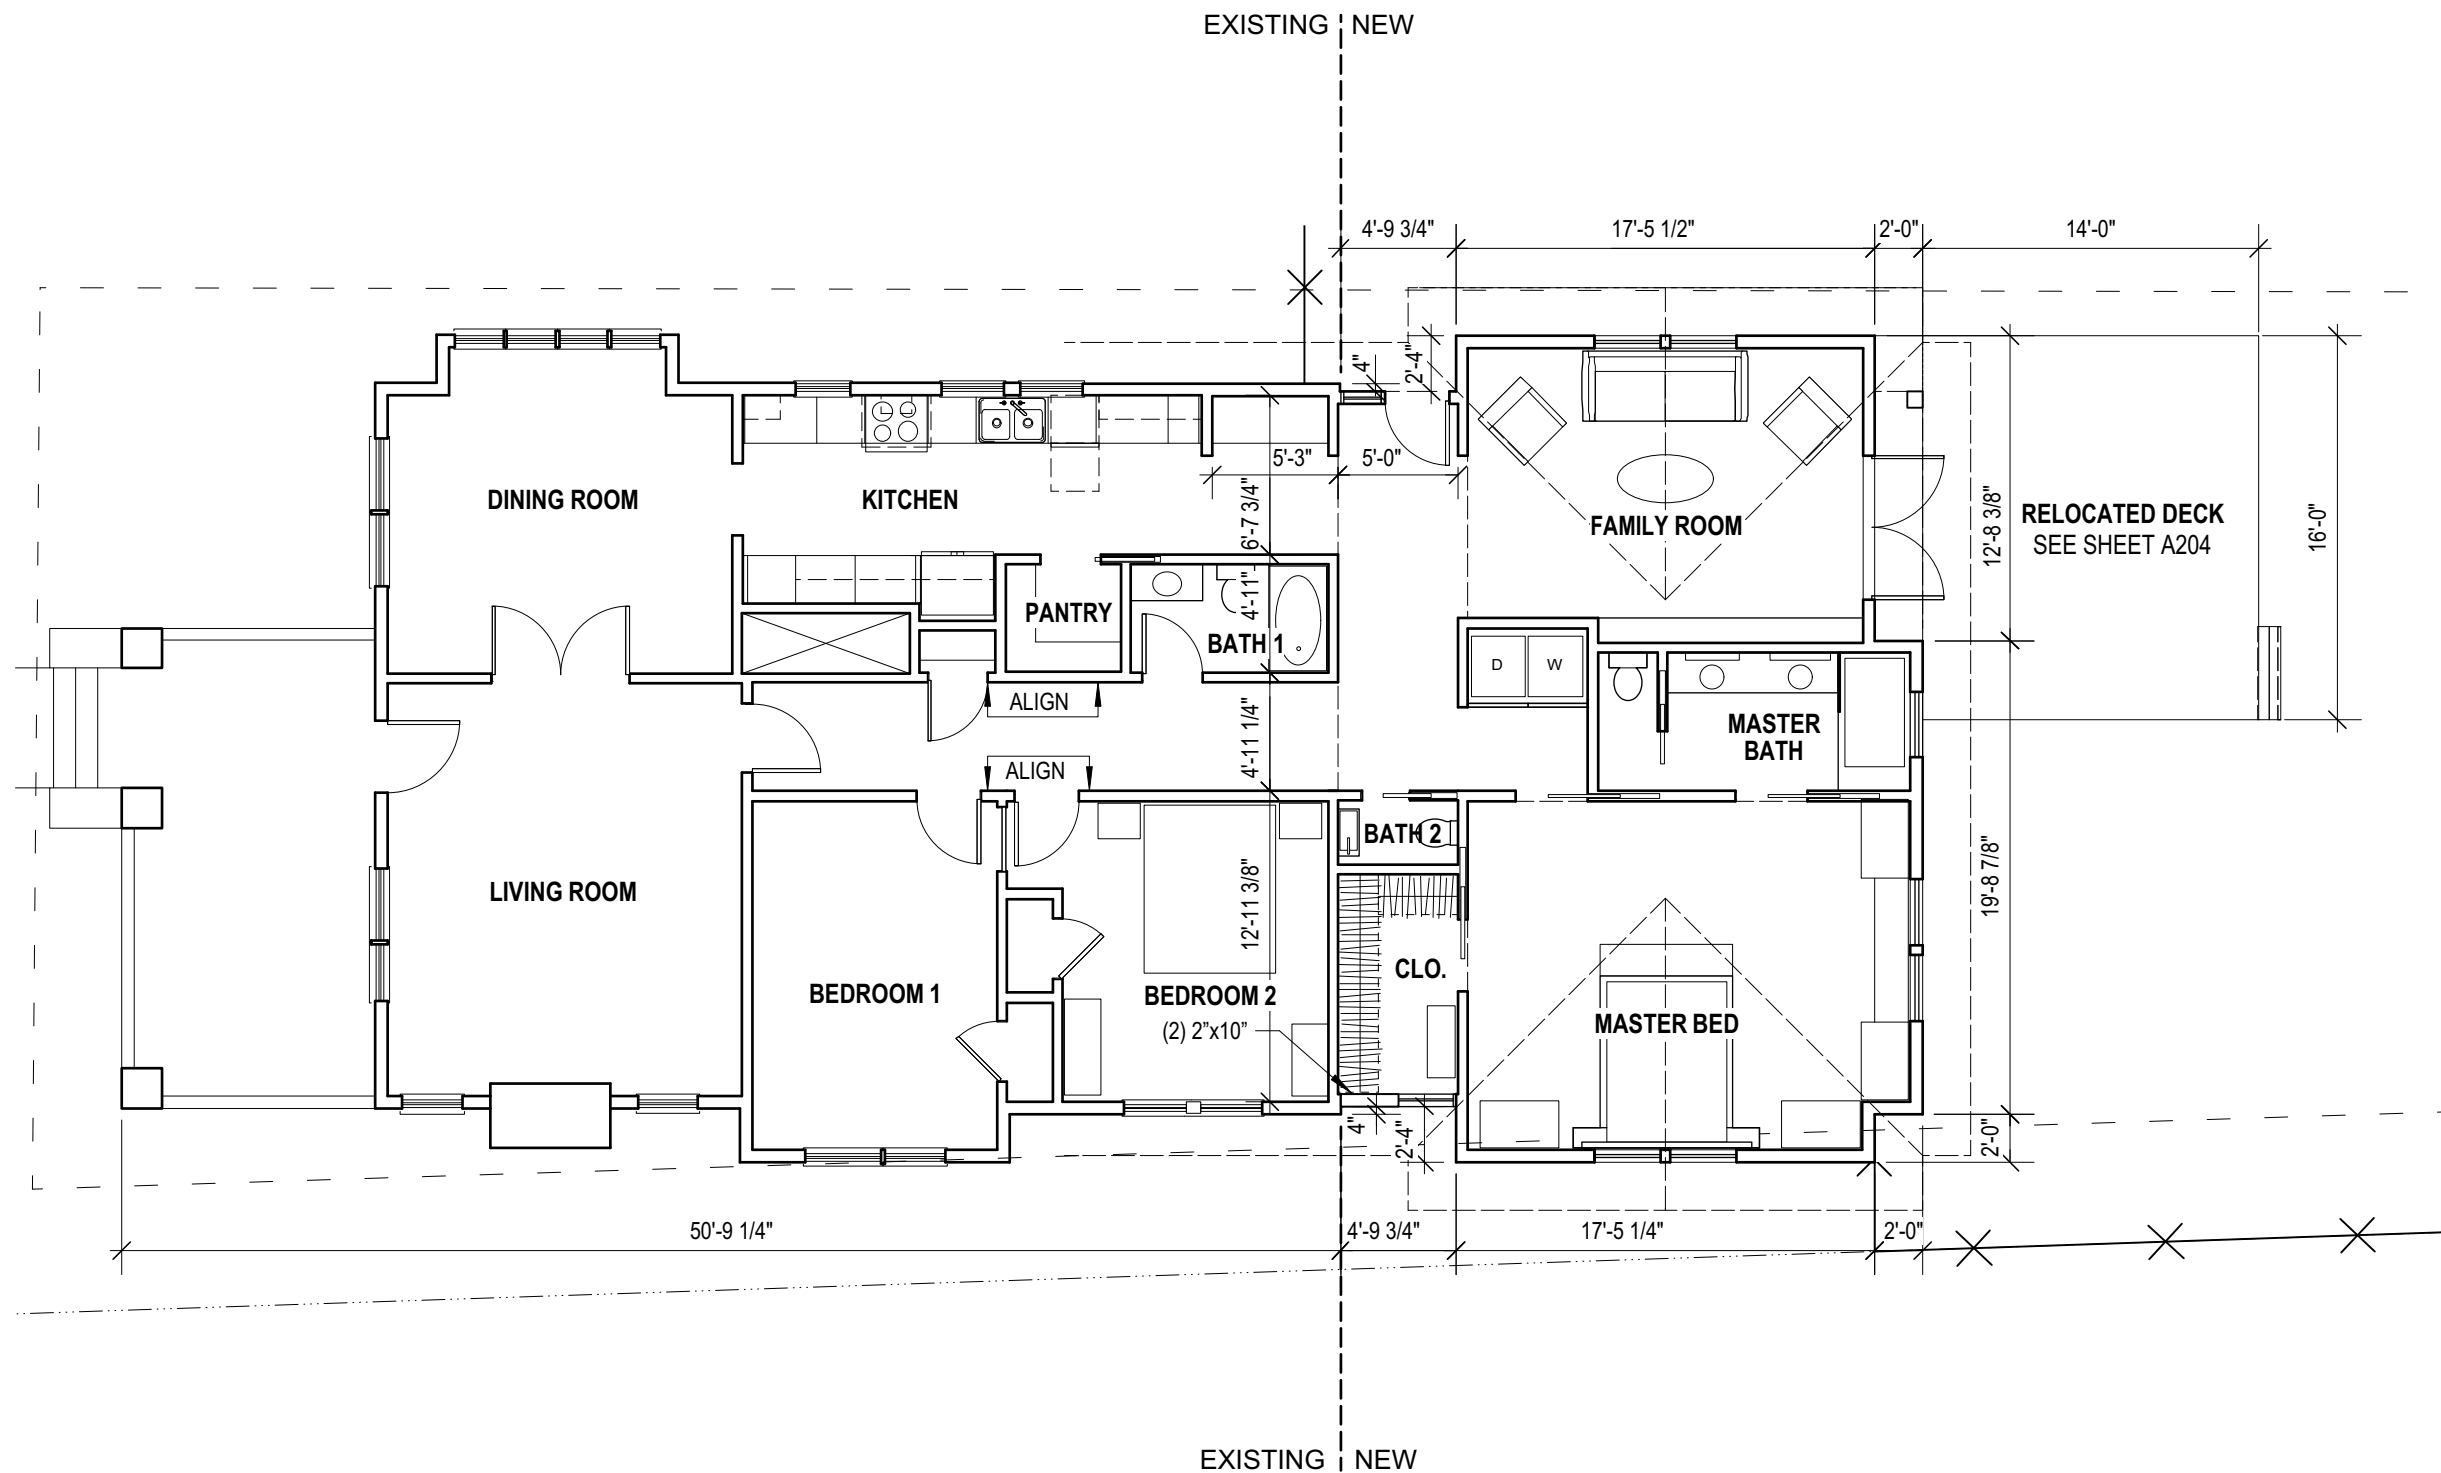 EXISTING NEW
4'-9 3/4" 17'-5 1/2" 2'-0" 14'-0"
4" 2'-4"
5'-3" 5'-0"
DINING ROOM KITCHEN 6'-7 3/4" FAMILY ROOM 12'-8 3/8" RELOCATED DECK 16'-0"
SEE SHEET A204
PANTRY 4'-11" BATH 1
D W
ALIGN 4'-11 1/4" MASTER
BATH
ALIGN
BATH 2
LIVING ROOM 12'-11 3/8" 19'-8 7/8"
CLO.
BEDROOM 1 BEDROOM 2
(2) 2”x10” MASTER BED
4" 2'-4" 2'-0"
50'-9 1/4" 4'-9 3/4" 17'-5 1/4" 2'-0"
EXISTING NEW